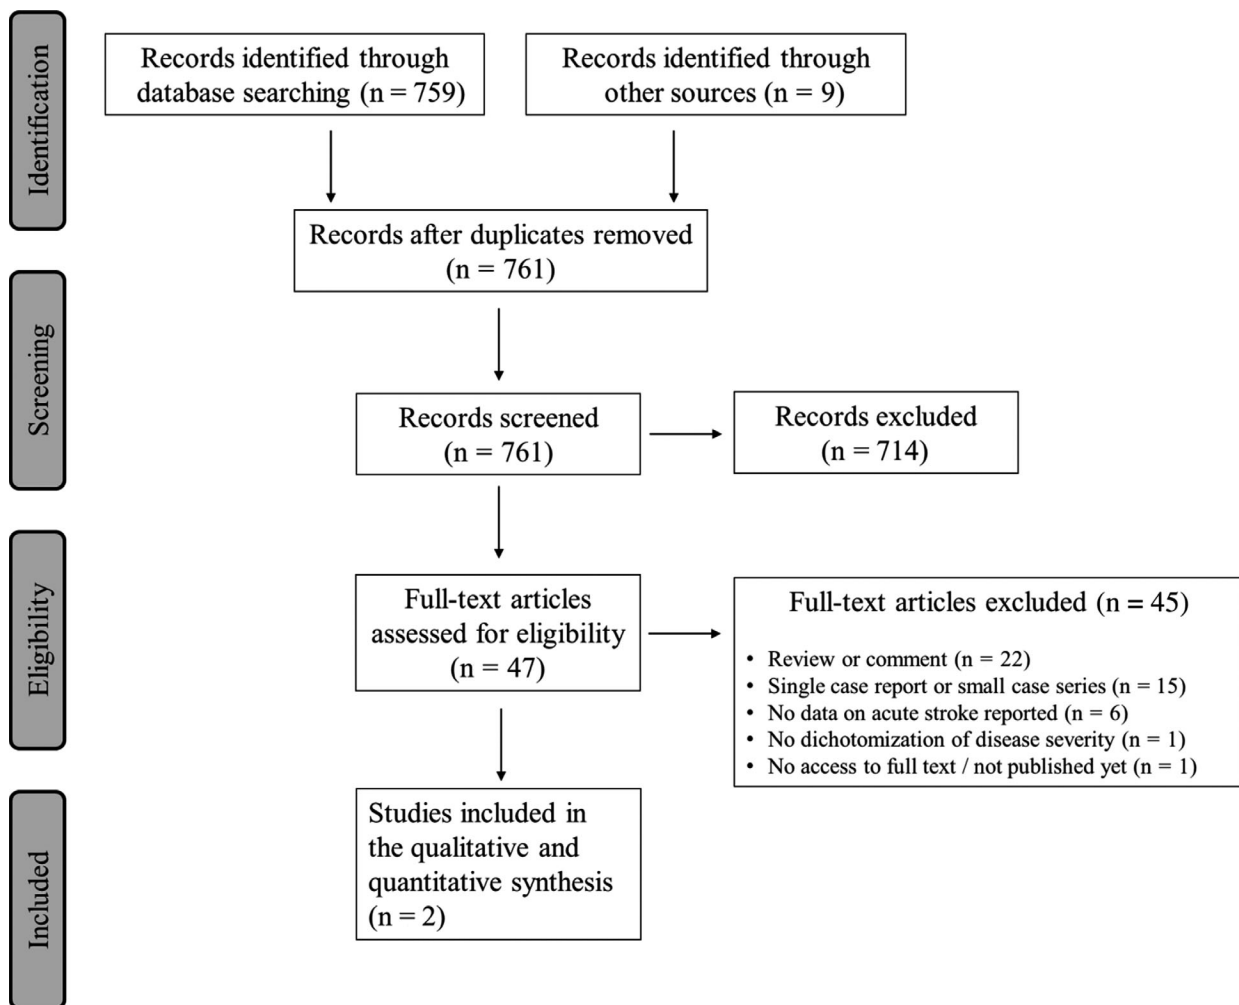 Identification
Records identified through
database searching (n = 759)
Records identified through
other sources (n = 9)
Records after duplicates removed
(n = 761)
Screening
Records screened
(n = 761)
Records excluded
(n = 714)
Eligibility
Full-text articles
assessed for eligibility
(n = 47)
Full-text articles excluded (n = 45)
• Review or comment (n = 22)
• Single case report or small case series (n = 15)
• No data on acute stroke reported (n = 6)
• No dichotomization of disease severity (n = 1)
• No access to full text / not published yet (n = 1)
Included
Studies included in
the qualitative and
quantitative synthesis
(n = 2)